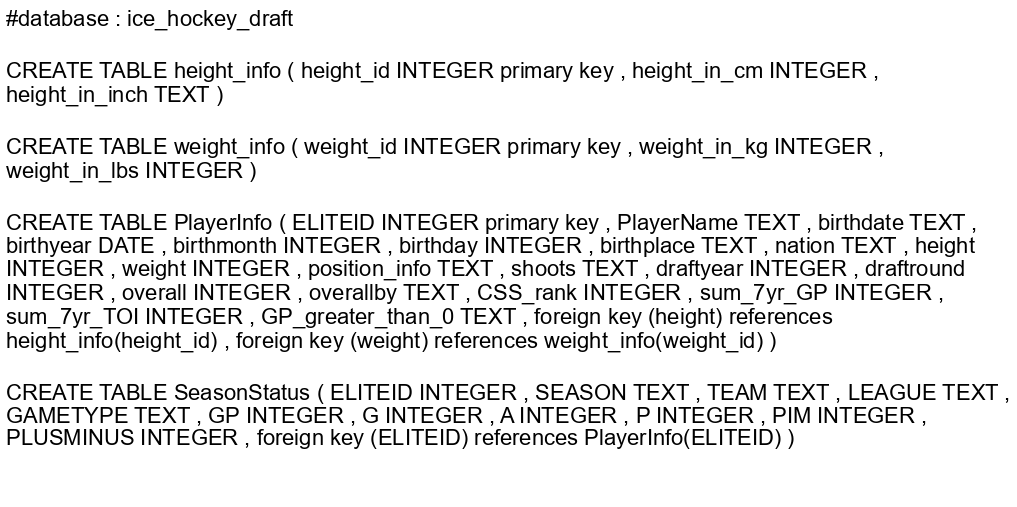 #database : ice_hockey_draft
CREATE TABLE height_info ( height_id INTEGER primary key , height_in_cm INTEGER ,
height_in_inch TEXT )
CREATE TABLE weight_info ( weight_id INTEGER primary key , weight_in_kg INTEGER ,
weight_in_lbs INTEGER )
CREATE TABLE PlayerInfo ( ELITEID INTEGER primary key , PlayerName TEXT , birthdate TEXT ,
birthyear DATE , birthmonth INTEGER , birthday INTEGER , birthplace TEXT , nation TEXT , height
INTEGER , weight INTEGER , position_info TEXT , shoots TEXT , draftyear INTEGER , draftround
INTEGER , overall INTEGER , overallby TEXT , CSS_rank INTEGER , sum_7yr_GP INTEGER ,
sum_7yr_TOI INTEGER , GP_greater_than_0 TEXT , foreign key (height) references
height_info(height_id) , foreign key (weight) references weight_info(weight_id) )
CREATE TABLE SeasonStatus ( ELITEID INTEGER , SEASON TEXT , TEAM TEXT , LEAGUE TEXT ,
GAMETYPE TEXT , GP INTEGER , G INTEGER , A INTEGER , P INTEGER , PIM INTEGER ,
PLUSMINUS INTEGER , foreign key (ELITEID) references PlayerInfo(ELITEID) )